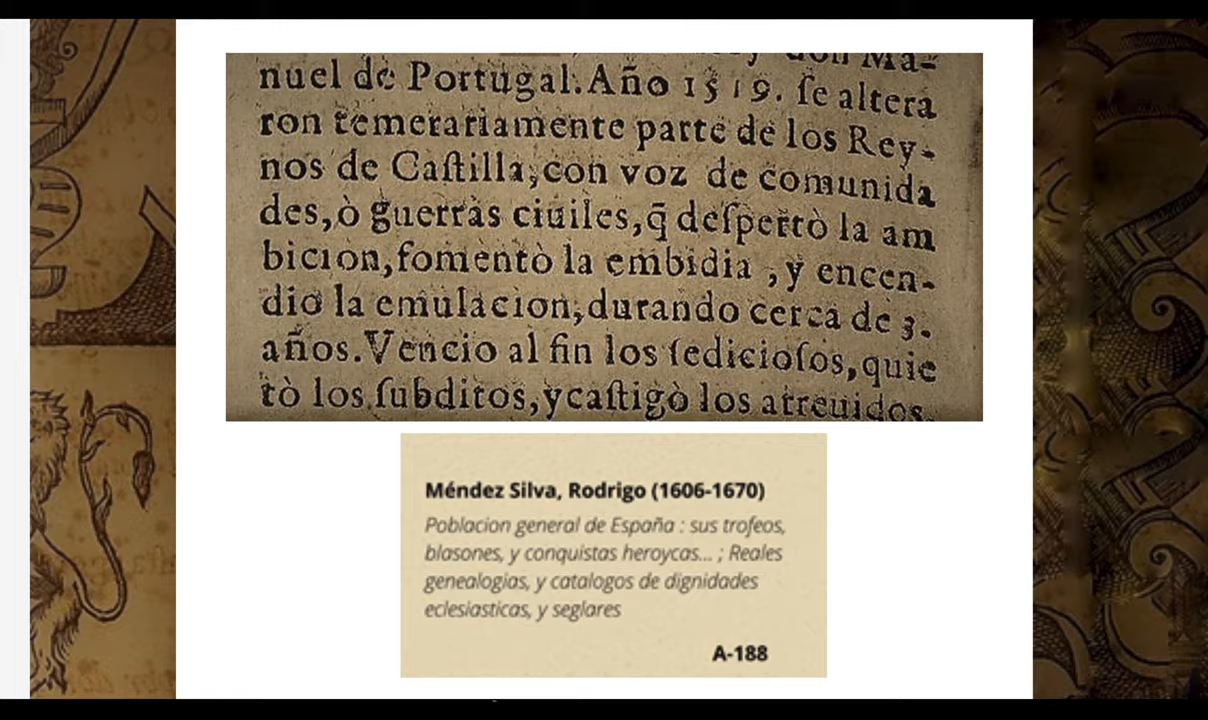 don Ma-
nuel de Portugal. Año 1519. ſe altera
ron temerariamente parte de los Rey-
nos de Caſtilla, con voz de comunida
des, ò guerras ciuiles, q̃ deſpertò la am
bicion, fomentò la embidia , y encen-
dio la emulacion, durando cerca de 3.
años. Vencio al fin los ſedicioſos, quie
tò los ſubditos, y caſtigò los atreuidos.
Méndez Silva, Rodrigo (1606-1670)
Poblacion general de España : sus trofeos,
blasones, y conquistas heroycas... ; Reales
genealogias, y catalogos de dignidades
eclesiasticas, y seglares
A-188